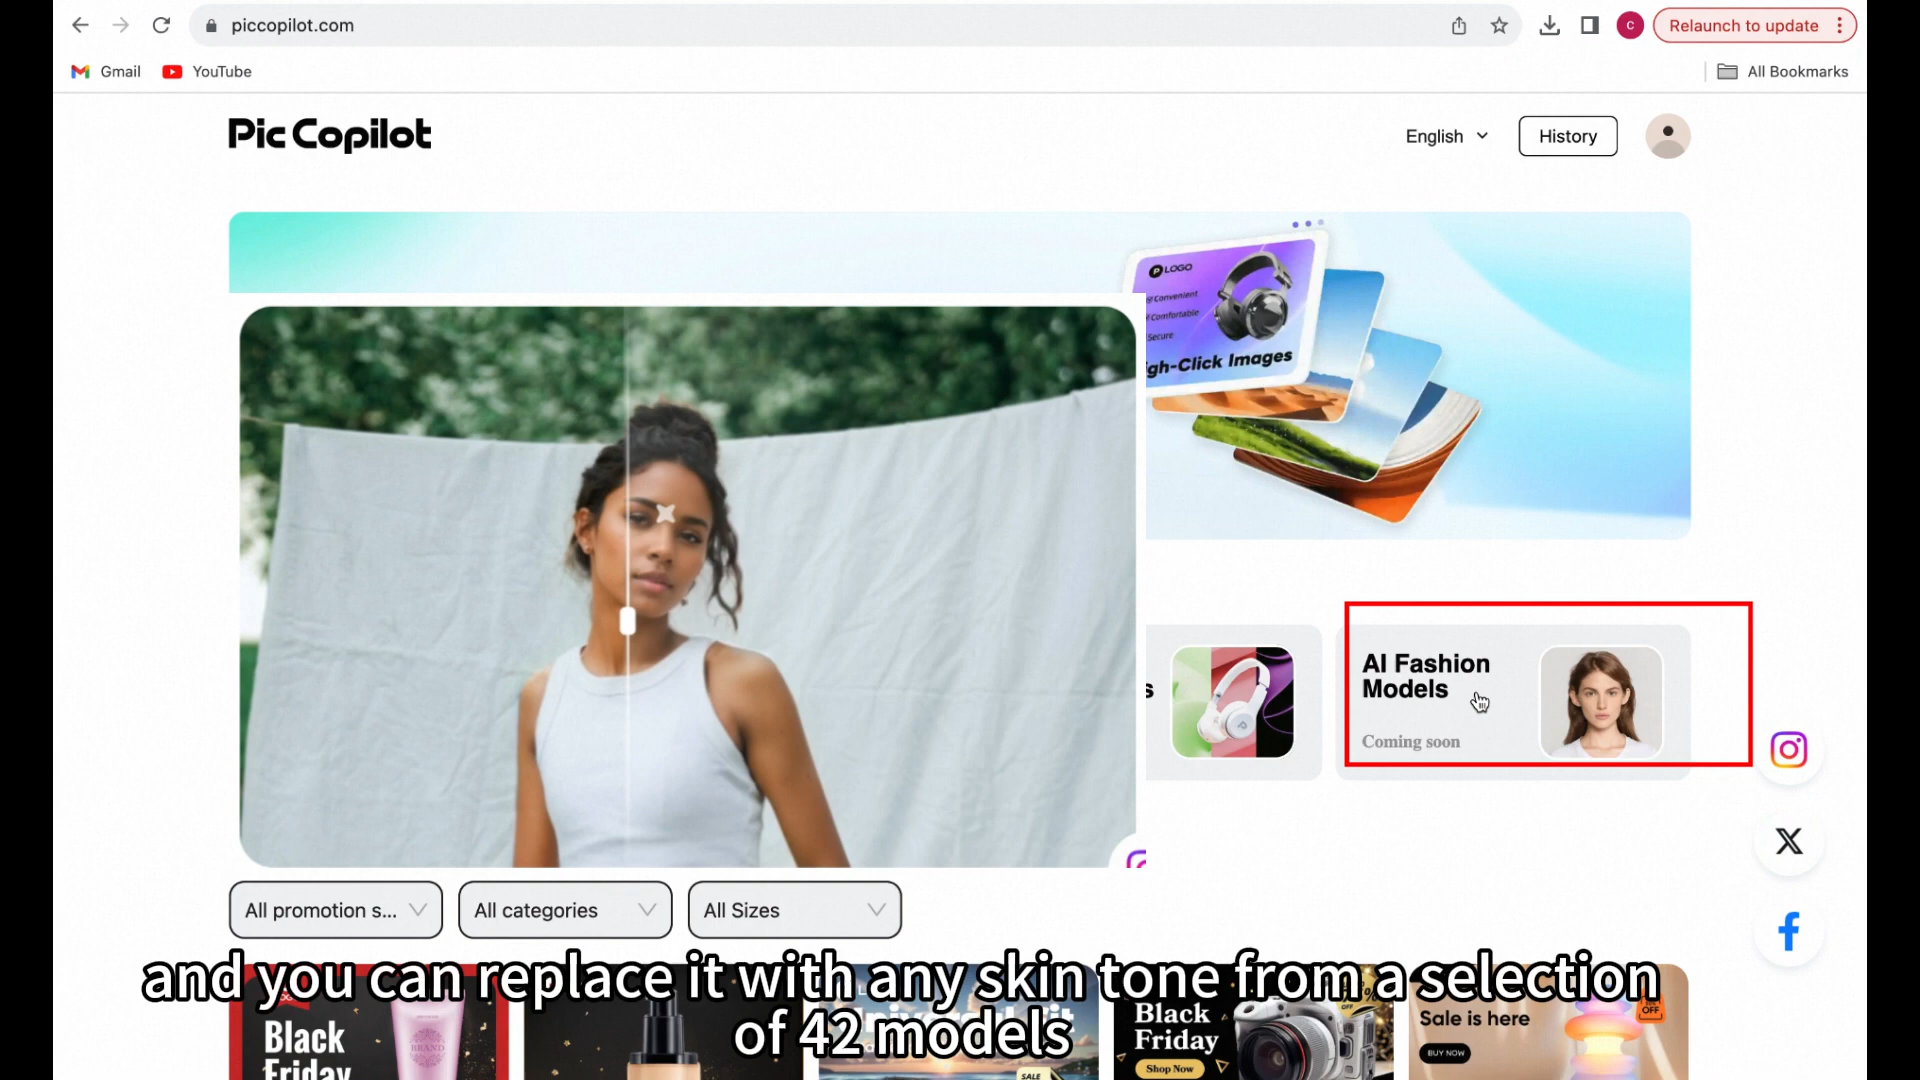 piccopilot.com
C
Relaunch to update
Gmail
YouTube
All Bookmarks
Pic Copilot
English
History
P LOGO
Convenient
Comfortable
Secure
gh-Click Images
s
AI Fashion
Models
Coming soon
All promotion s...
All categories
All Sizes
and you can replace it with any skin tone from a selection
of 42 models
Black
Friday
BRAND
SALE
Black
Friday
Shop Now
OFF
Sale is here
BUY NOW
OFF